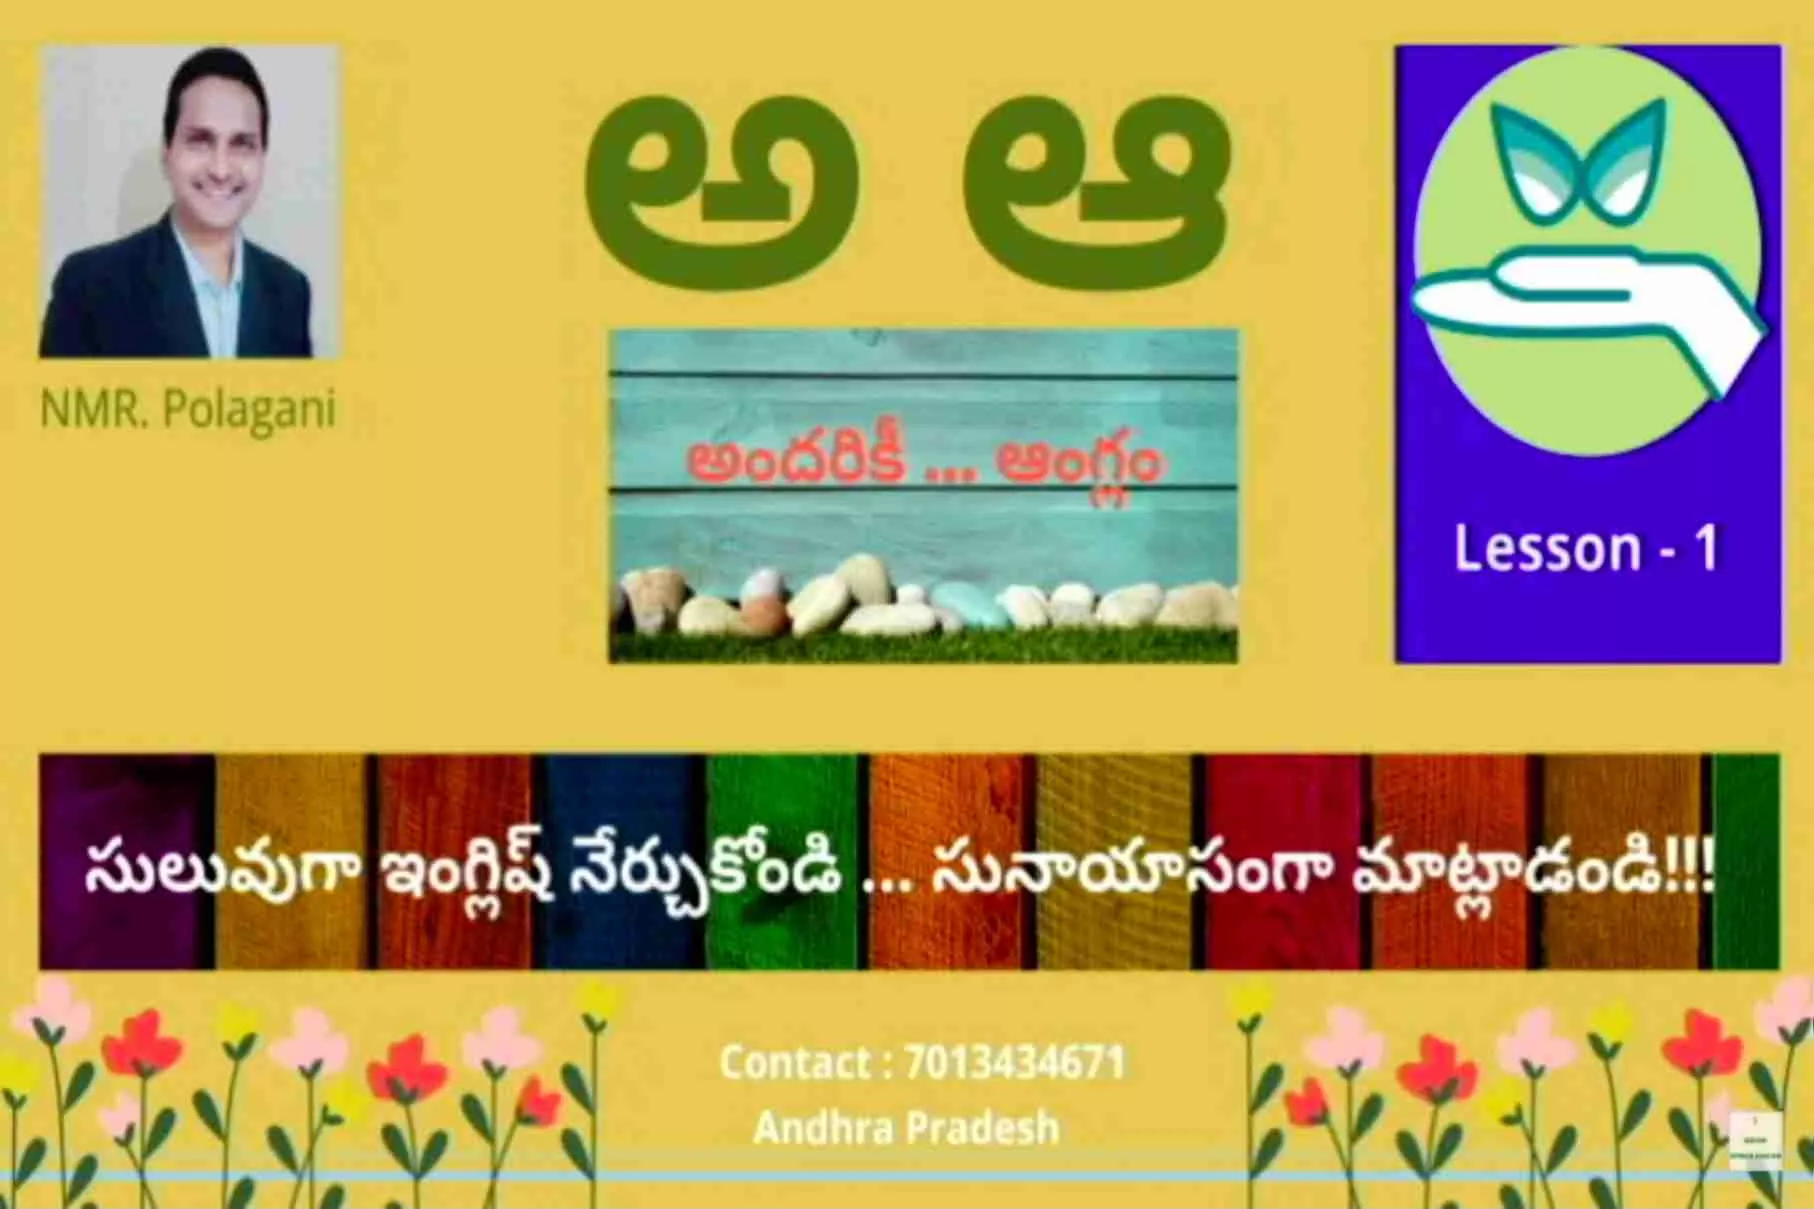 అ ఆ
NMR. Polagani
అందరికీ ... ఆంగ్లం
Lesson - 1
సులువుగా ఇంగ్లిష్ నేర్చుకోండి ... సునాయాసంగా మాట్లాడండి!!!
Contact : 7013434671
Andhra Pradesh